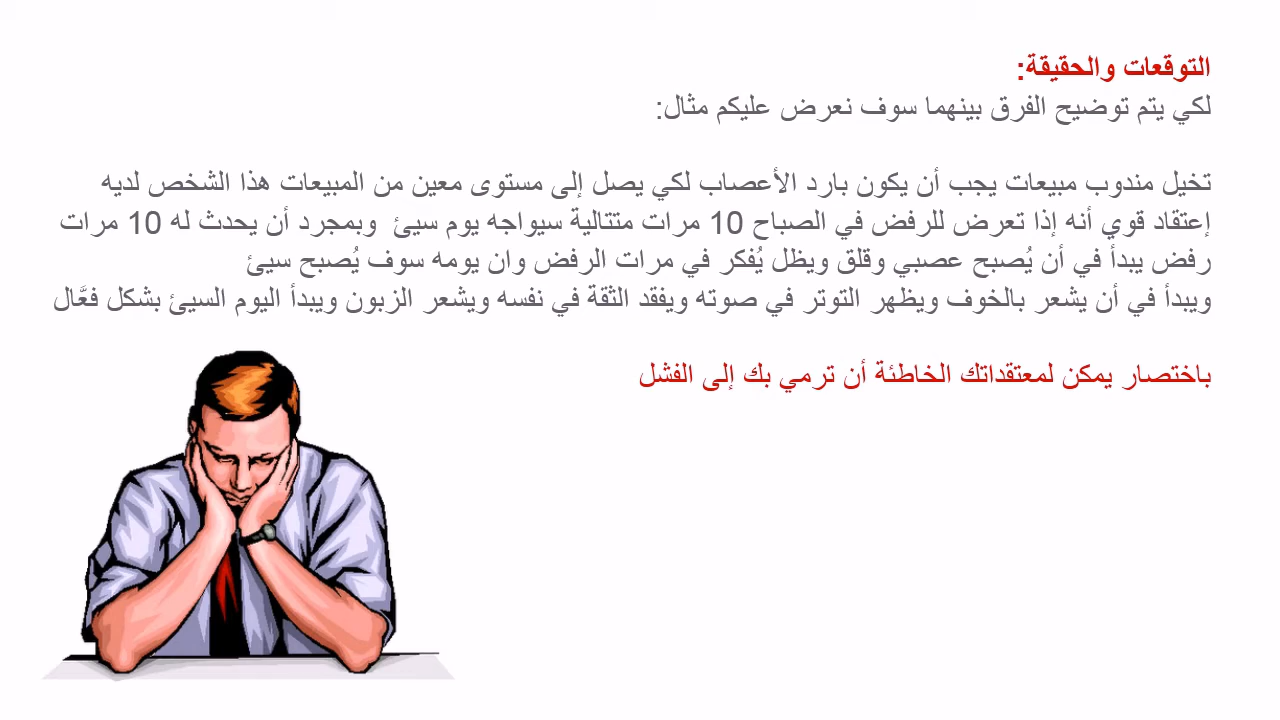 التوقعات والحقيقة:
لكي يتم توضيح الفرق بينهما سوف نعرض عليكم مثال:
تخيل مندوب مبيعات يجب أن يكون بارد الأعصاب لكي يصل إلى مستوى معين من المبيعات هذا الشخص لديه
إعتقاد قوي أنه إذا تعرض للرفض في الصباح 10 مرات متتالية سيواجه يوم سيئ وبمجرد أن يحدث له 10 مرات
رفض يبدأ في أن يُصبح عصبي وقلق ويظل يُفكر في مرات الرفض وان يومه سوف يُصبح سيئ
ويبدأ في أن يشعر بالخوف ويظهر التوتر في صوته ويفقد الثقة في نفسه ويشعر الزبون ويبدأ اليوم السيئ بشكل فعَّال
باختصار يمكن لمعتقداتك الخاطئة أن ترمي بك إلى الفشل